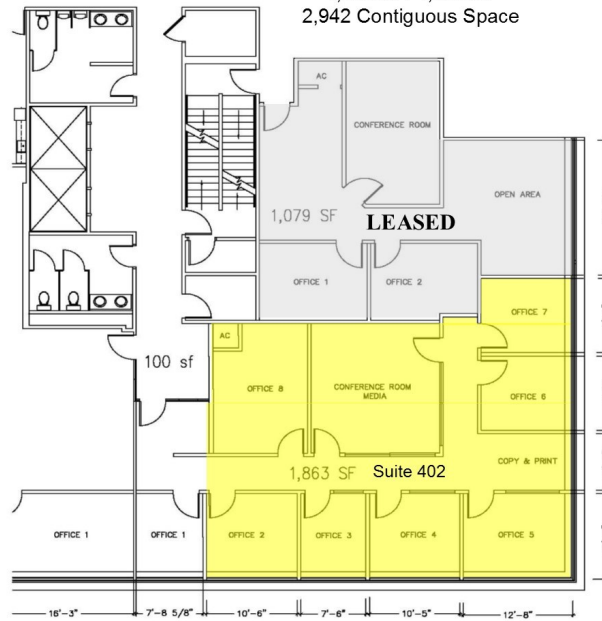 2,942 Contiguous Space
AC
CONFERENCE ROOM
OPEN AREA
1,079 SF
LEASED
OFFICE 1
OFFICE 2
OFFICE 7
AC
100 sf
OFFICE 8
CONFERENCE ROOM
MEDIA
OFFICE 6
COPY & PRINT
1,863 SF
Suite 402
OFFICE 1
OFFICE 1
OFFICE 2
OFFICE 3
OFFICE 4
OFFICE 5
16'-3"
7'-8 5/8"
10'-6"
7'-6"
10'-5"
12'-8"